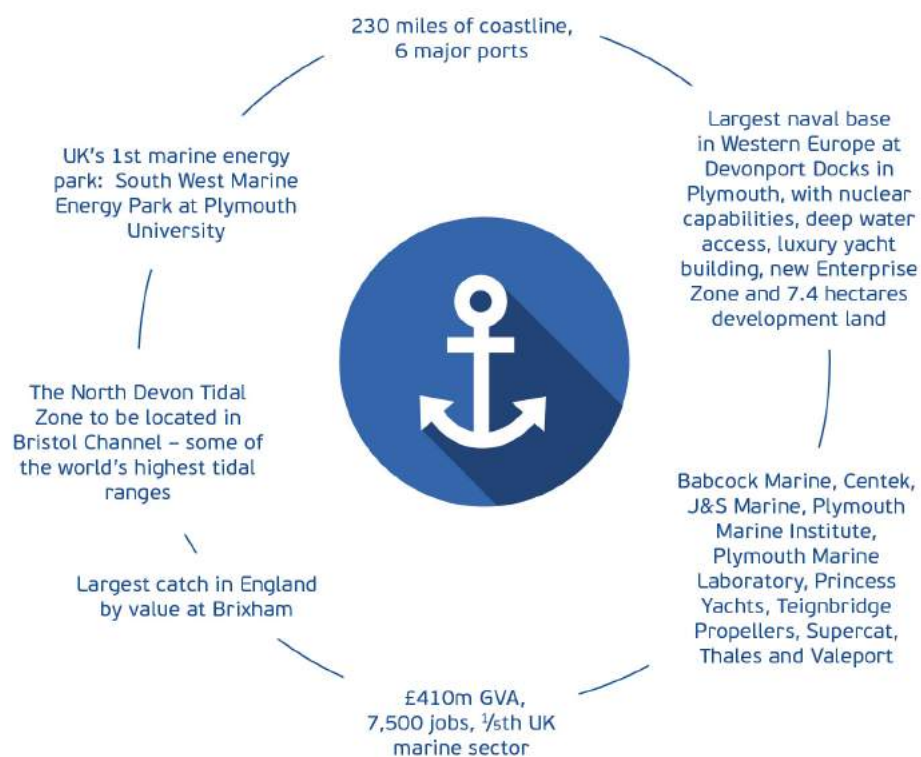 230 miles of coastline,
6 major ports
Largest naval base
in Western Europe at
Devonport Docks in
Plymouth, with nuclear
capabilities, deep water
access, luxury yacht
building, new Enterprise
Zone and 7.4 hectares
development land
Babcock Marine, Centek,
J&S Marine, Plymouth
Marine Institute,
Plymouth Marine
Laboratory, Princess
Yachts, Teignbridge
Propellers, Supercat,
Thales and Valeport
£410m GVA,
7,500 jobs, ⅕th UK
marine sector
Largest catch in England
by value at Brixham
The North Devon Tidal
Zone to be located in
Bristol Channel – some of
the world's highest tidal
ranges
UK's 1st marine energy
park: South West Marine
Energy Park at Plymouth
University